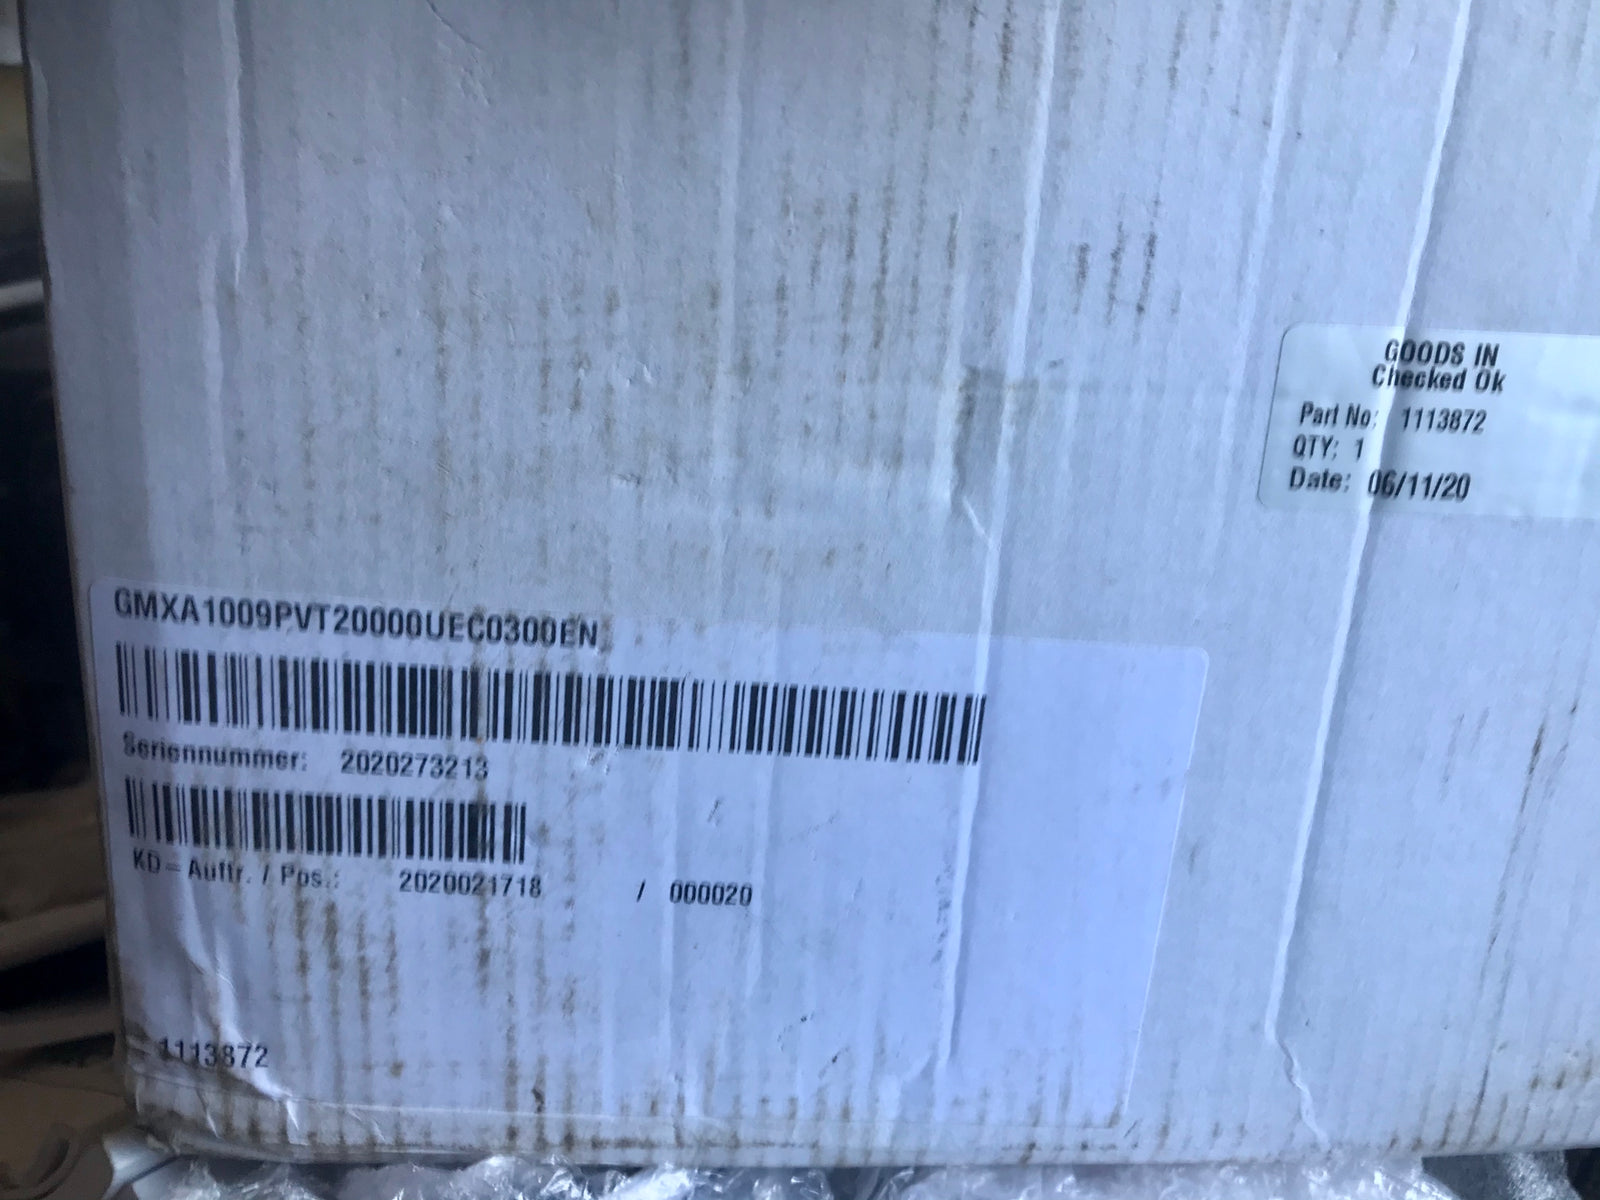 GOODS IN
Checked Ok
Part No: 1113872
QTY: 1
Date: 06/11/20
GMXA1009PVT20000UEC0300EN
Seriennummer: 2020273213
KD-Auftr. / Pos.: 2020021718 / 000020
1113872